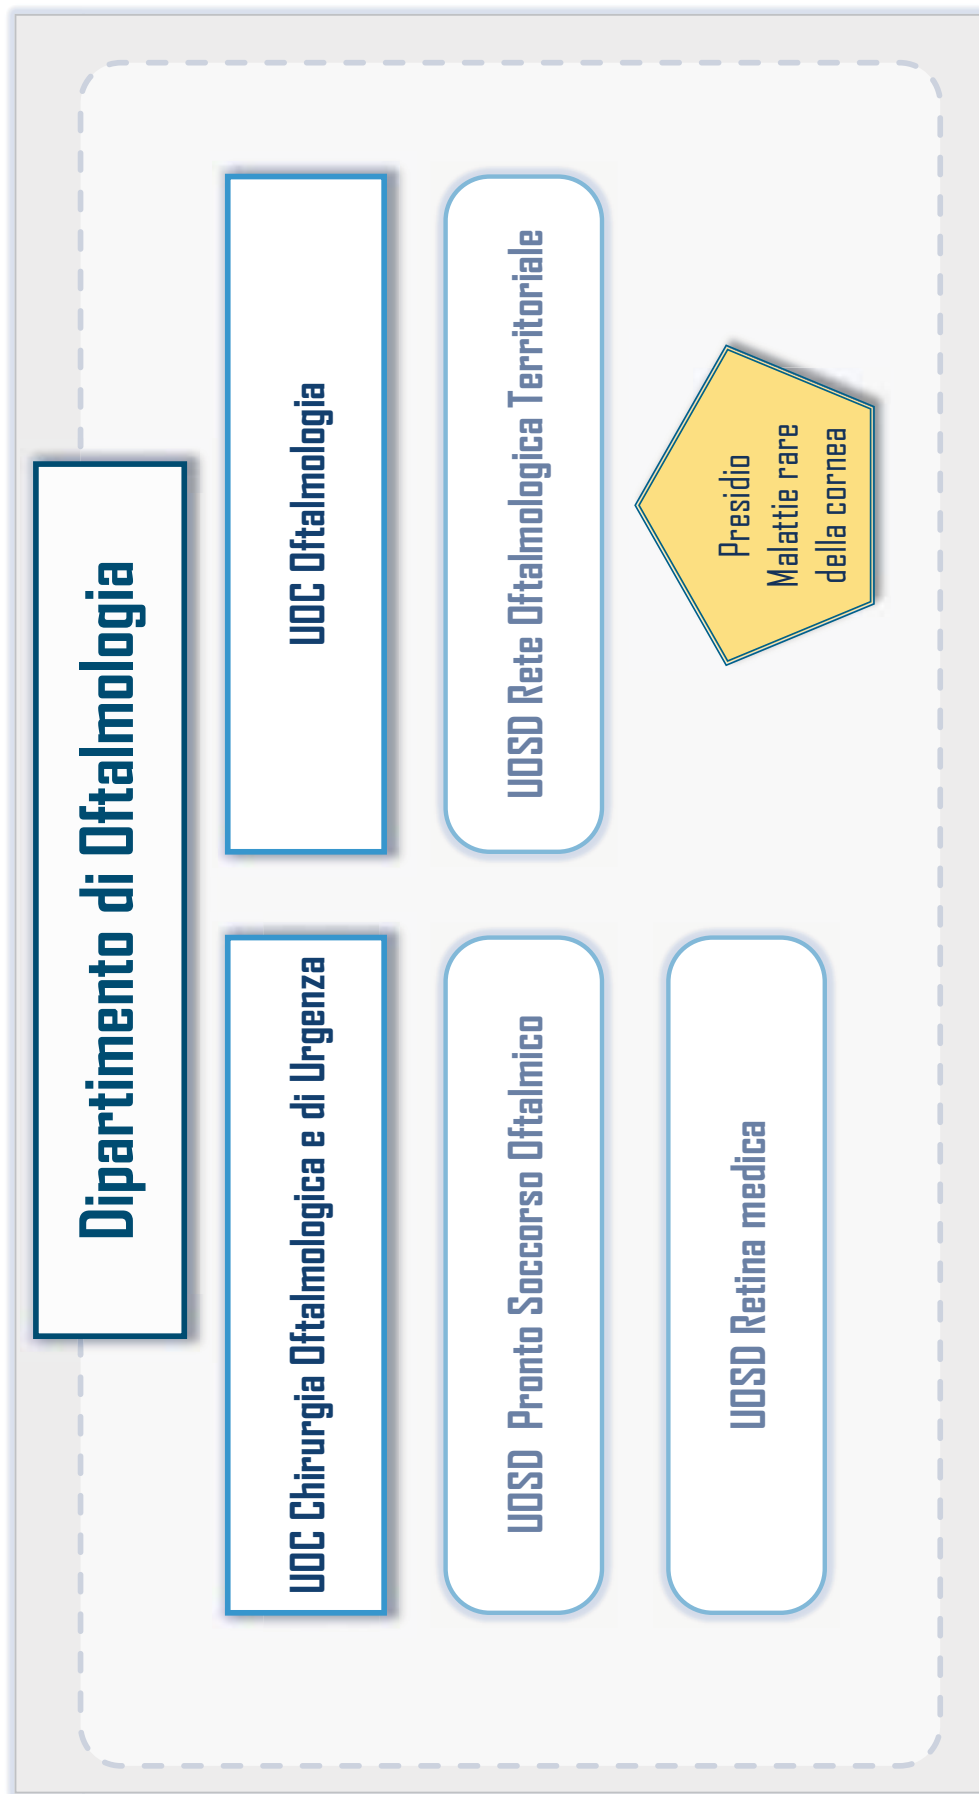 Dipartimento di Oftalmologia
UOC Chirurgia Oftalmologica e di Urgenza
UOC Oftalmologia
UOSD Pronto Soccorso Oftalmico
UOSD Rete Oftalmologica Territoriale
UOSD Retina medica
Presidio
Malattie rare
della cornea